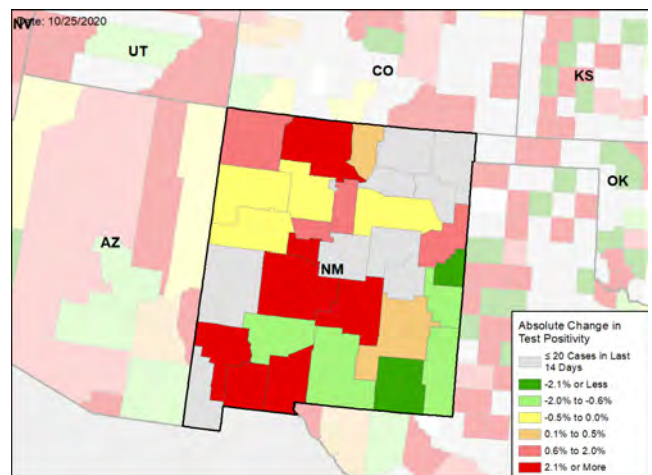 Date: 10/25/2020
NV
UT
CO
KS
OK
AZ
NM
Absolute Change in
Test Positivity
≤ 20 Cases in Last
14 Days
-2.1% or Less
-2.0% to -0.6%
-0.5% to 0.0%
0.1% to 0.5%
0.6% to 2.0%
2.1% or More